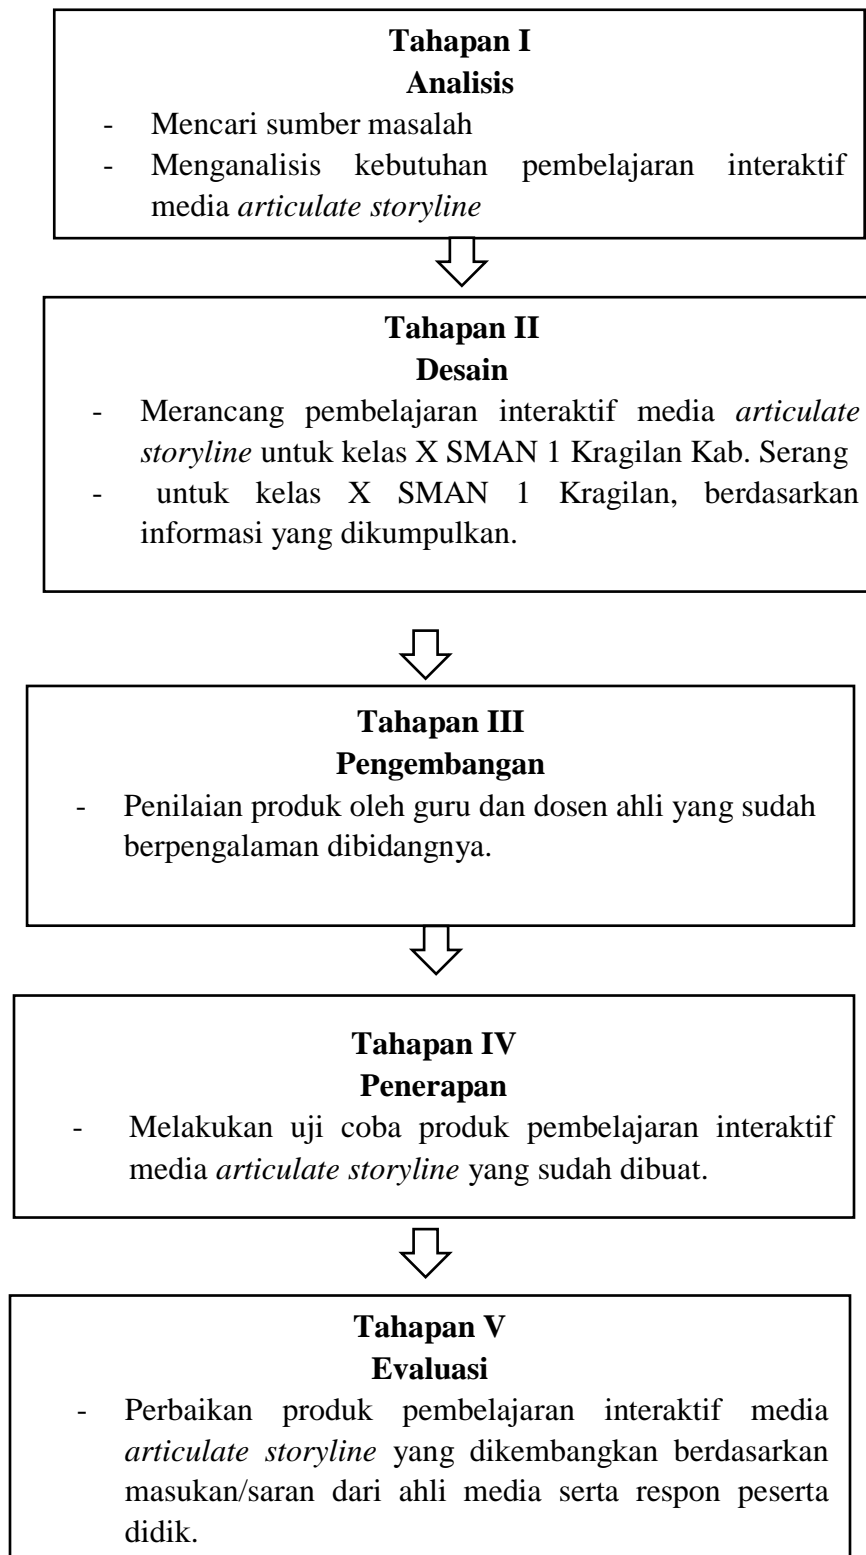 Tahapan I
Analisis
- Mencari sumber masalah
- Menganalisis kebutuhan pembelajaran interaktif
media articulate storyline
Tahapan II
Desain
- Merancang pembelajaran interaktif media articulate
storyline untuk kelas X SMAN 1 Kragilan Kab. Serang
- untuk kelas X SMAN 1 Kragilan, berdasarkan
informasi yang dikumpulkan.
Tahapan III
Pengembangan
- Penilaian produk oleh guru dan dosen ahli yang sudah
berpengalaman dibidangnya.
Tahapan IV
Penerapan
- Melakukan uji coba produk pembelajaran interaktif
media articulate storyline yang sudah dibuat.
Tahapan V
Evaluasi
- Perbaikan produk pembelajaran interaktif media
articulate storyline yang dikembangkan berdasarkan
masukan/saran dari ahli media serta respon peserta
didik.